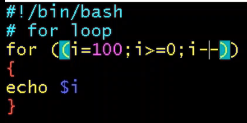 #!/bin/bash
# for loop
for ((i=100;i>=0;i--))
{
echo $i
}